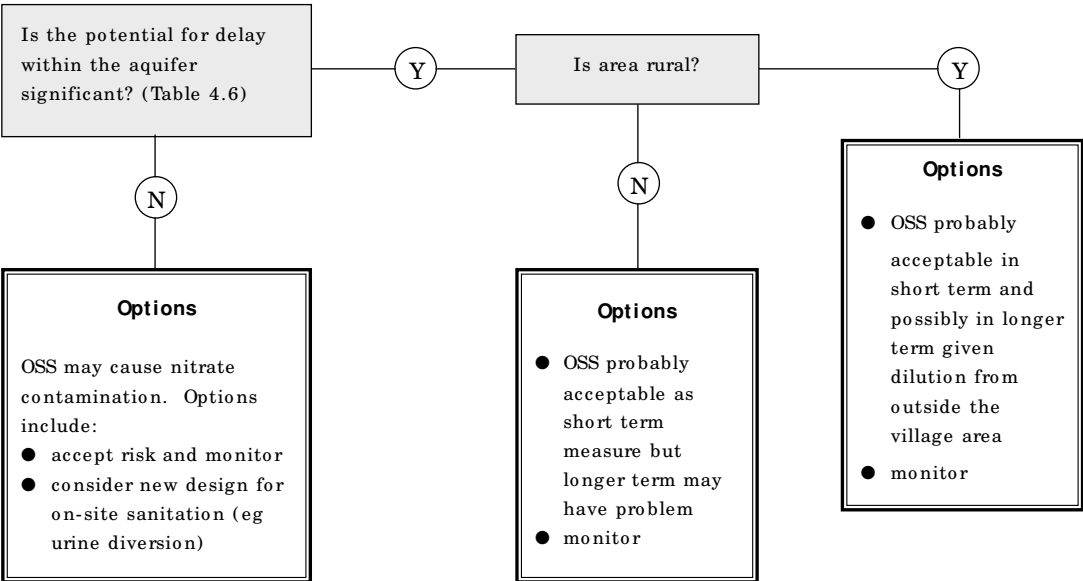 Is the potential for delay
within the aquifer
significant? (Table 4.6)
Y
Is area rural?
Y
N
N
Options
OSS may cause nitrate
contamination. Options
include:
● accept risk and monitor
● consider new design for
on-site sanitation (eg
urine diversion)
Options
● OSS probably
acceptable as
short term
measure but
longer term may
have problem
● monitor
Options
● OSS probably
acceptable in
short term and
possibly in longer
term given
dilution from
outside the
village area
● monitor